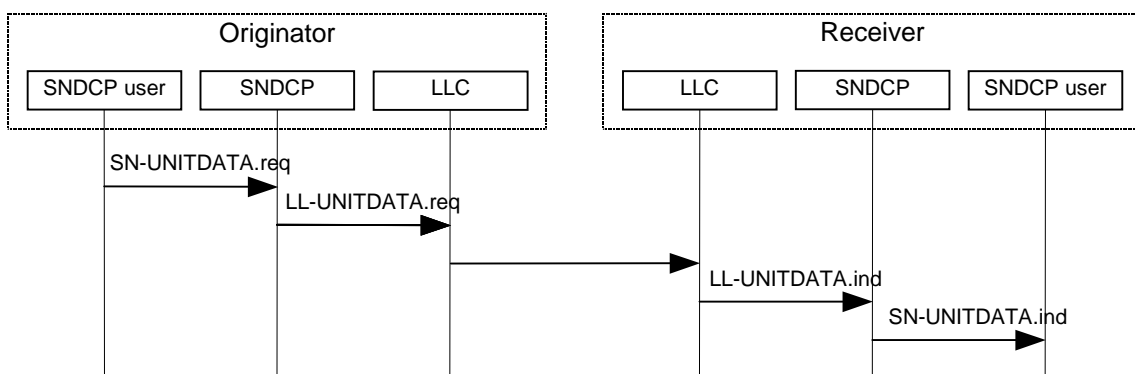 Originator
Receiver
SNDCP user
SNDCP
LLC
LLC
SNDCP
SNDCP user
SN-UNITDATA.req
LL-UNITDATA.req
LL-UNITDATA.ind
SN-UNITDATA.ind